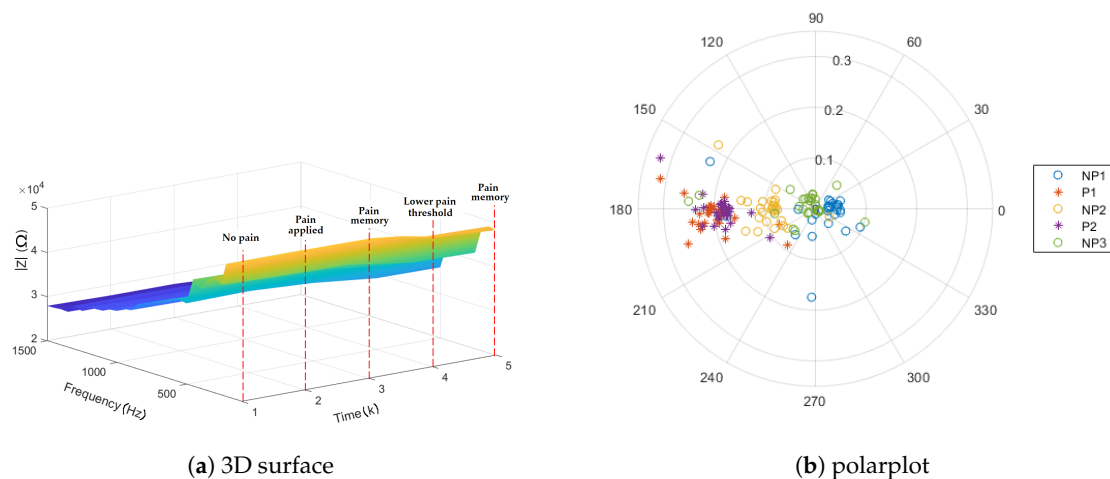 ×10⁴
5
4
3
2
|Z| (Ω)
1500
1000
500
Frequency (Hz)
1
2
3
4
5
Time (k)
No pain
Pain
applied
Pain
memory
Lower pain
threshold
Pain
memory
(a) 3D surface
90
120
60
150
30
180
0
210
330
240
300
270
0
0.1
0.2
0.3
NP1
P1
NP2
P2
NP3
(b) polarplot